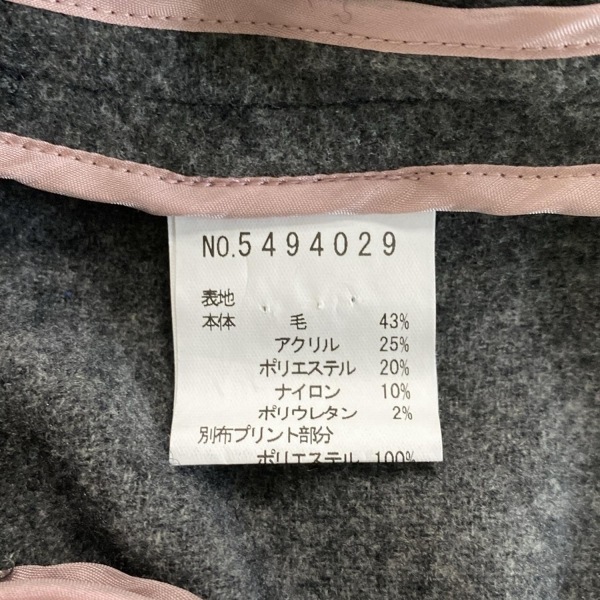 NO.5494029
表地
本体 毛 43%
アクリル 25%
ポリエステル 20%
ナイロン 10%
ポリウレタン 2%
別布プリント部分
ポリエステル 100%